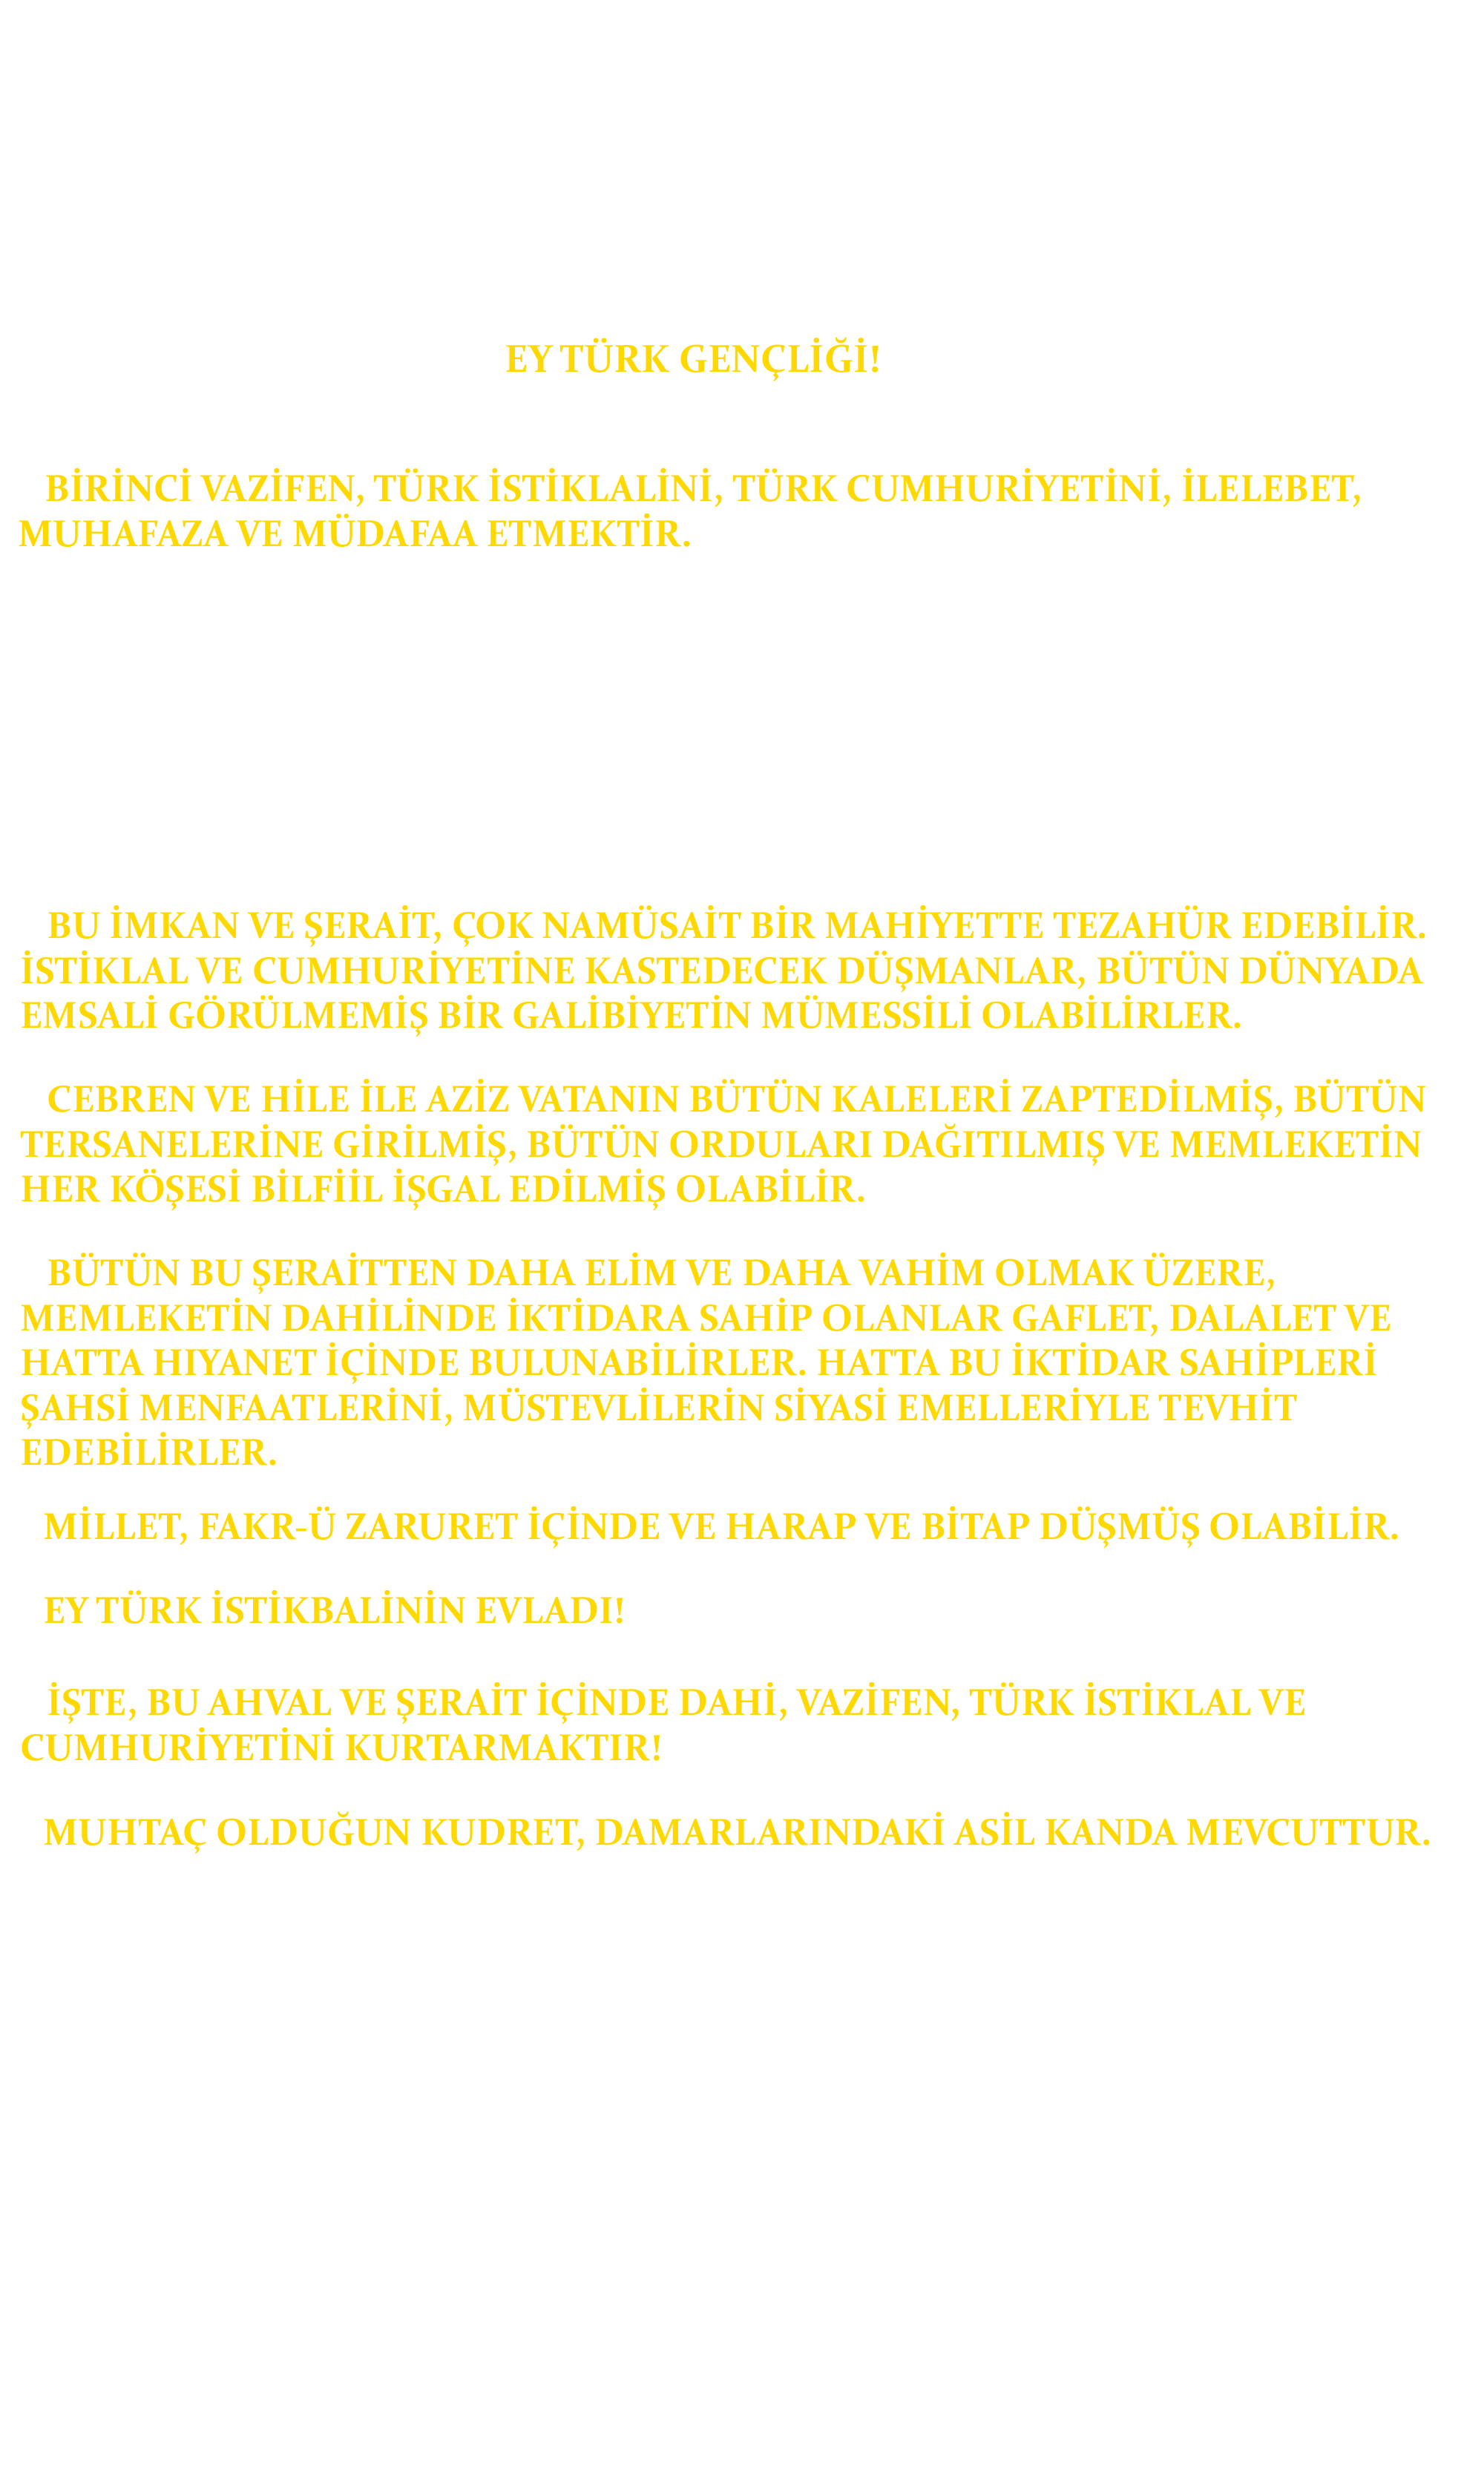 EY TÜRK GENÇLİĞİ!
BİRİNCİ VAZİFEN, TÜRK İSTİKLALİNİ, TÜRK CUMHURİYETİNİ, İLELEBET,
MUHAFAZA VE MÜDAFAA ETMEKTİR.
BU İMKAN VE ŞERAİT, ÇOK NAMÜSAİT BİR MAHİYETTE TEZAHÜR EDEBİLİR.
İSTİKLAL VE CUMHURİYETİNE KASTEDECEK DÜŞMANLAR, BÜTÜN DÜNYADA
EMSALİ GÖRÜLMEMİŞ BİR GALİBİYETİN MÜMESSİLİ OLABİLİRLER.
CEBREN VE HİLE İLE AZİZ VATANIN BÜTÜN KALELERİ ZAPTEDİLMİŞ, BÜTÜN
TERSANELERİNE GİRİLMİŞ, BÜTÜN ORDULARI DAĞITILMIŞ VE MEMLEKETİN
HER KÖŞESİ BİLFİİL İŞGAL EDİLMİŞ OLABİLİR.
BÜTÜN BU ŞERAİTTEN DAHA ELİM VE DAHA VAHİM OLMAK ÜZERE,
MEMLEKETİN DAHİLİNDE İKTİDARA SAHİP OLANLAR GAFLET, DALALET VE
HATTA HIYANET İÇİNDE BULUNABİLİRLER. HATTA BU İKTİDAR SAHİPLERİ
ŞAHSİ MENFAATLERİNİ, MÜSTEVLİLERİN SİYASİ EMELLERİYLE TEVHİT
EDEBİLİRLER.
MİLLET, FAKR-Ü ZARURET İÇİNDE VE HARAP VE BİTAP DÜŞMÜŞ OLABİLİR.
EY TÜRK İSTİKBALİNİN EVLADI!
İŞTE, BU AHVAL VE ŞERAİT İÇİNDE DAHİ, VAZİFEN, TÜRK İSTİKLAL VE
CUMHURİYETİNİ KURTARMAKTIR!
MUHTAÇ OLDUĞUN KUDRET, DAMARLARINDAKİ ASİL KANDA MEVCUTTUR.